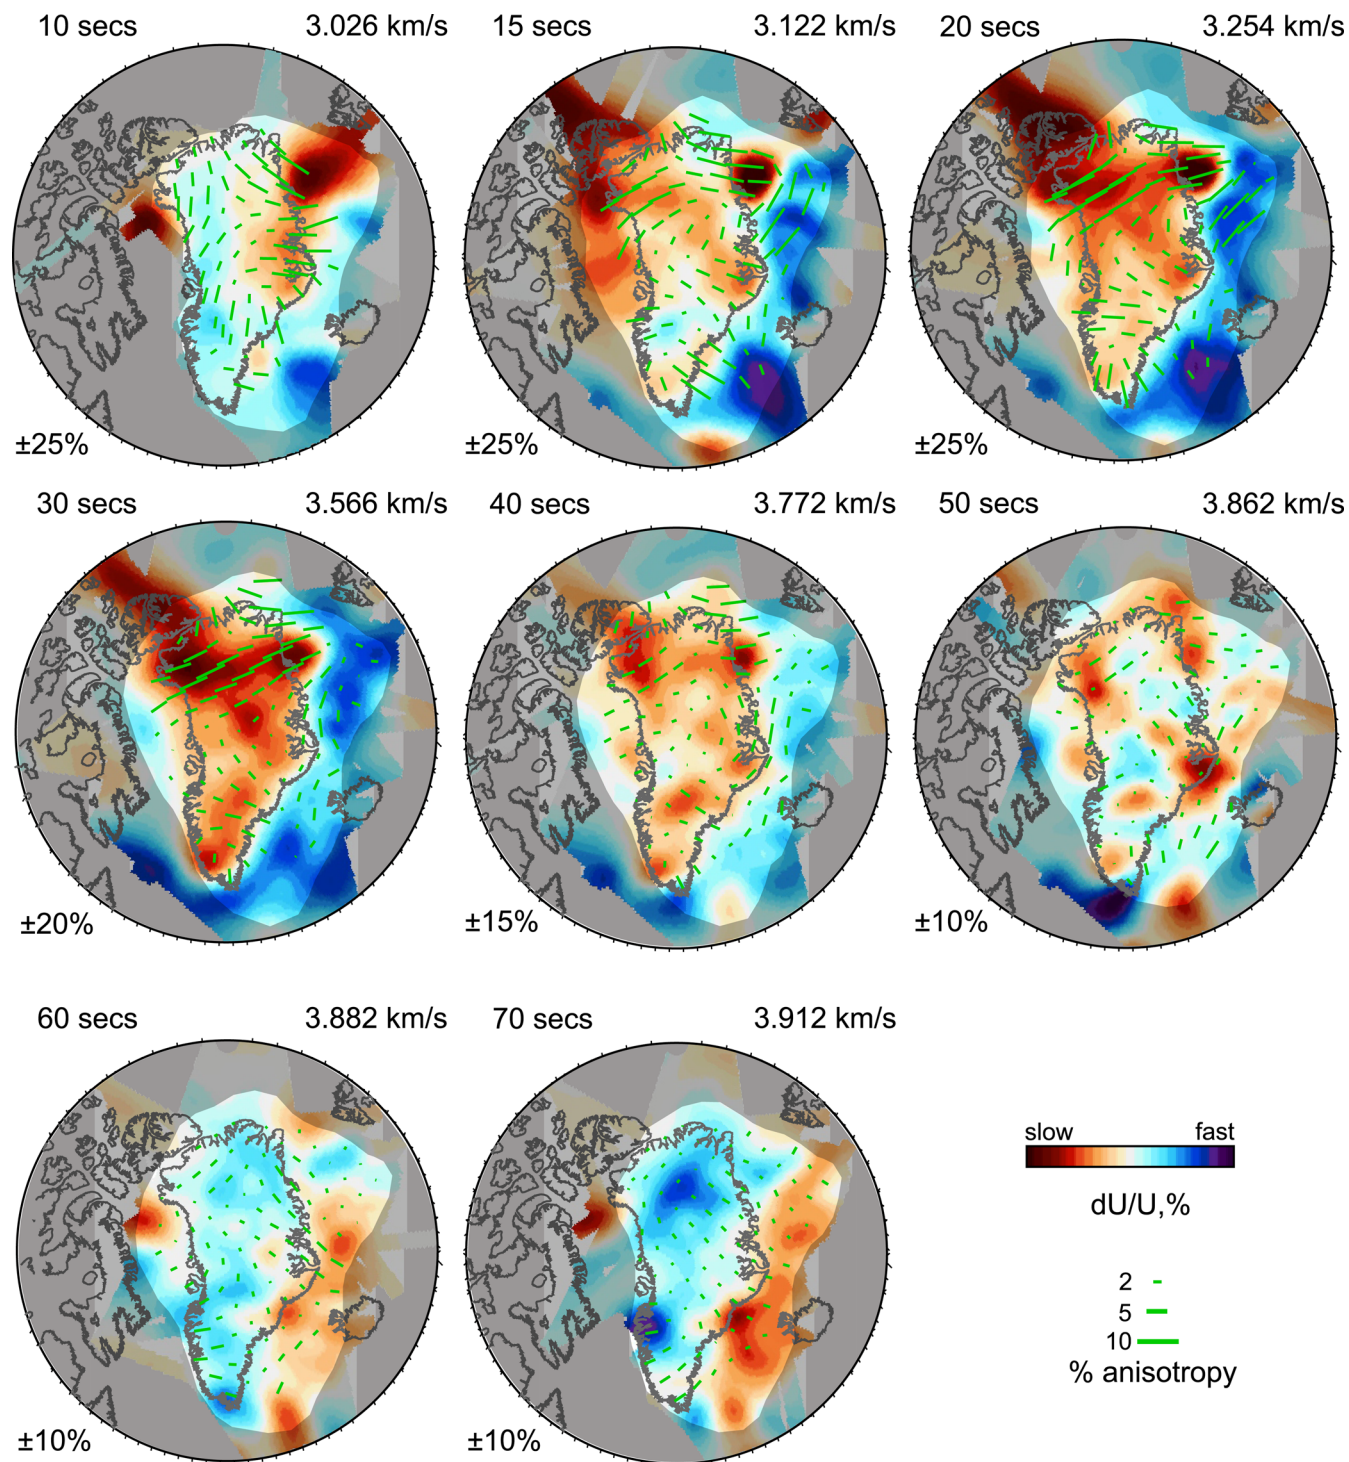 10 secs 3.026 km/s
15 secs 3.122 km/s
20 secs 3.254 km/s
±25%
±25%
±25%
30 secs 3.566 km/s
40 secs 3.772 km/s
50 secs 3.862 km/s
±20%
±15%
±10%
60 secs 3.882 km/s
70 secs 3.912 km/s
±10%
±10%
slow fast
dU/U,%
2
5
10
% anisotropy